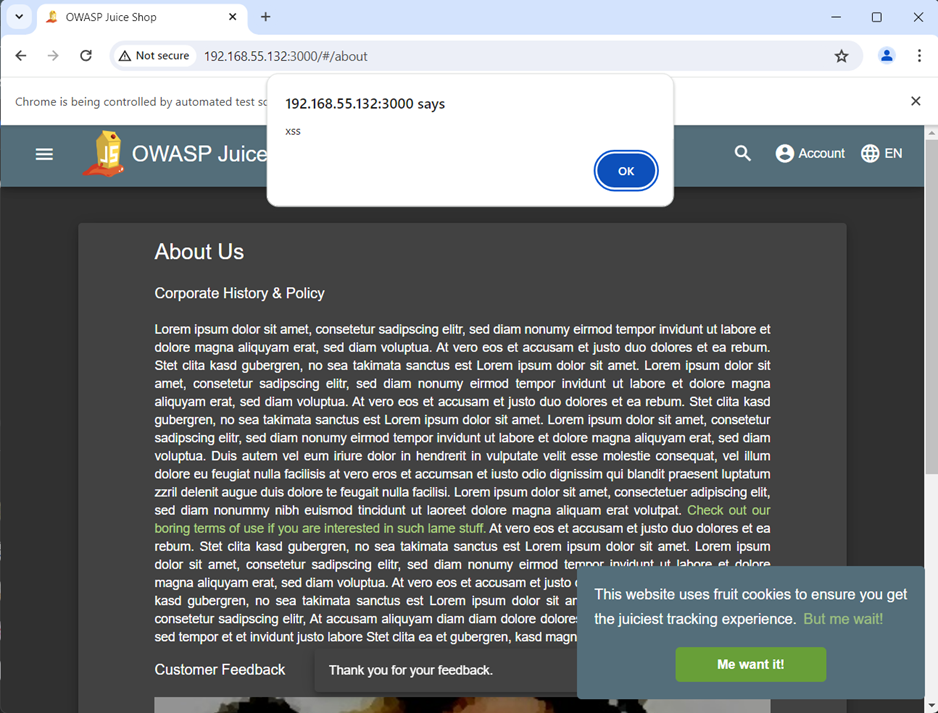 OWASP Juice Shop
Not secure
192.168.55.132:3000/#/about
Chrome is being controlled by automated test
192.168.55.132:3000 says
xss
OK
OWASP Juice
Account
EN
About Us
Corporate History & Policy
Lorem ipsum dolor sit amet, consetetur sadipscing elitr, sed diam nonumy eirmod tempor invidunt ut labore et
dolore magna aliquyam erat, sed diam voluptua. At vero eos et accusam et justo duo dolores et ea rebum.
Stet clita kasd gubergren, no sea takimata sanctus est Lorem ipsum dolor sit amet. Lorem ipsum dolor sit
amet, consetetur sadipscing elitr, sed diam nonumy eirmod tempor invidunt ut labore et dolore magna
aliquyam erat, sed diam voluptua. At vero eos et accusam et justo duo dolores et ea rebum. Stet clita kasd
gubergren, no sea takimata sanctus est Lorem ipsum dolor sit amet. Lorem ipsum dolor sit amet, consetetur
sadipscing elitr, sed diam nonumy eirmod tempor invidunt ut labore et dolore magna aliquyam erat, sed diam
voluptua. Duis autem vel eum iriure dolor in hendrerit in vulputate velit esse molestie consequat, vel illum
dolore eu feugiat nulla facilisis at vero eros et accumsan et iusto odio dignissim qui blandit praesent luptatum
zzril delenit augue duis dolore te feugait nulla facilisi. Lorem ipsum dolor sit amet, consectetuer adipiscing elit,
sed diam nonummy nibh euismod tincidunt ut laoreet dolore magna aliquam erat volutpat. Check out our
boring terms of use if you are interested in such lame stuff. At vero eos et accusam et justo duo dolores et ea
rebum. Stet clita kasd gubergren, no sea takimata sanctus est Lorem ipsum dolor sit amet. Lorem ipsum
dolor sit amet, consetetur sadipscing elitr, sed diam nonumy eirmod tempor invidunt ut labore et dolore
magna aliquyam erat, sed diam voluptua. At vero eos et accusam et justo
kasd gubergren, no sea takimata sanctus est Lorem ipsum dolor sit
consetetur sadipscing elitr, At accusam aliquyam diam diam dolore
sed tempor et et invidunt justo labore Stet clita ea et gubergren, kasd
Customer Feedback
Thank you for your feedback.
This website uses fruit cookies to ensure you get
the juiciest tracking experience. But me wait!
Me want it!